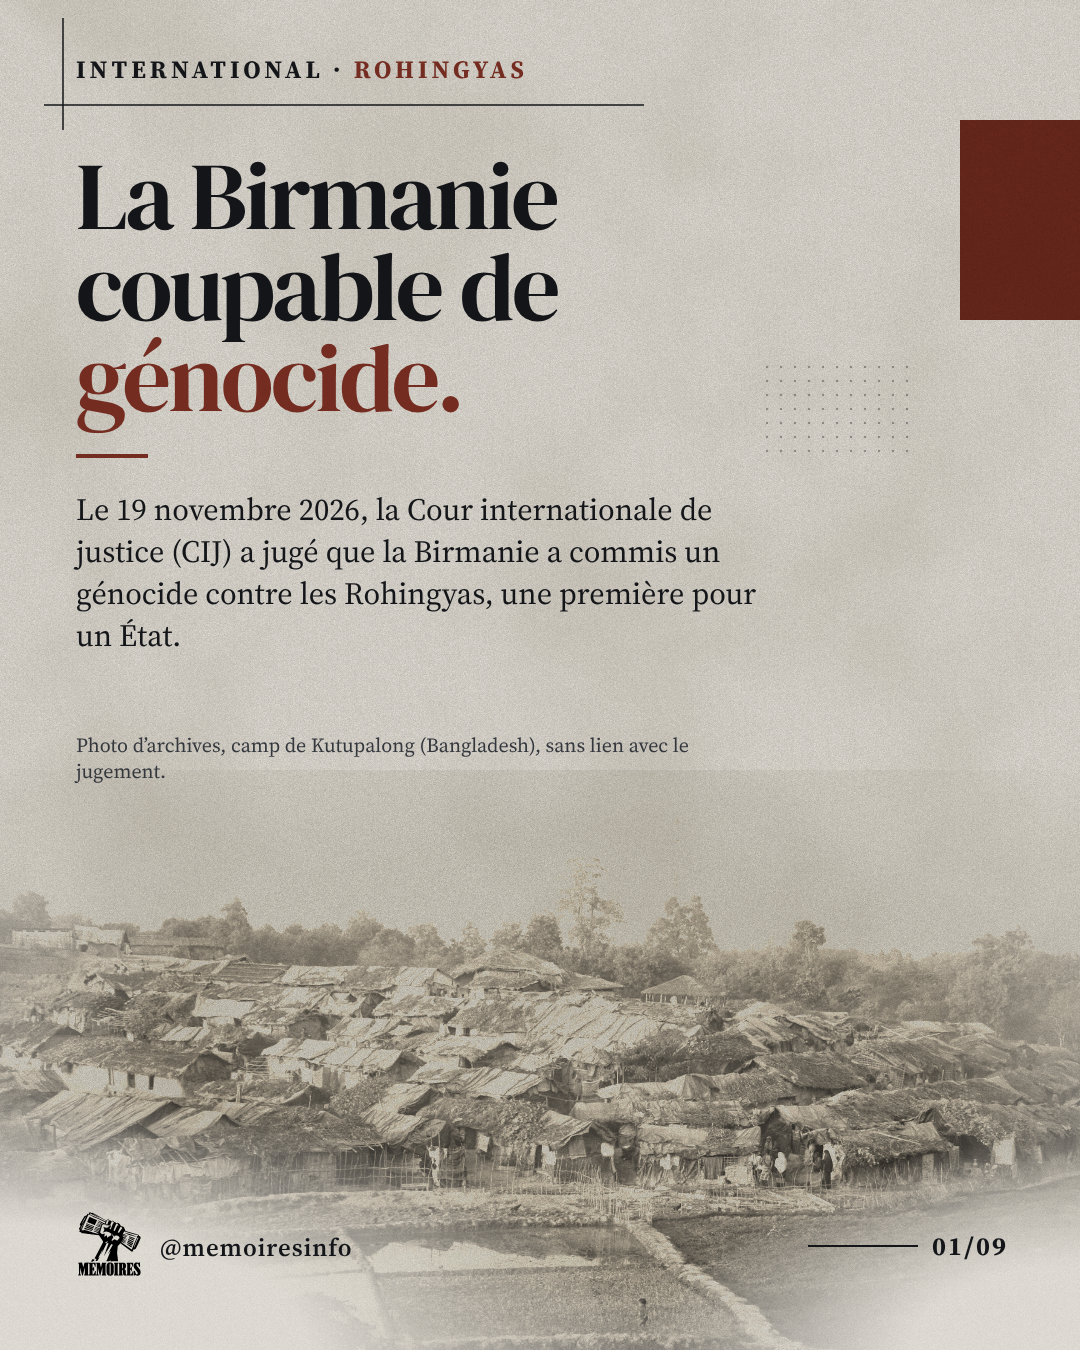 INTERNATIONAL · ROHINGYAS
La Birmanie
coupable de
génocide.
Le 19 novembre 2026, la Cour internationale de
justice (CIJ) a jugé que la Birmanie a commis un
génocide contre les Rohingyas, une première pour
un État.
Photo d’archives, camp de Kutupalong (Bangladesh), sans lien avec le
jugement.
MÉMOIRES
@memoiresinfo
01/09